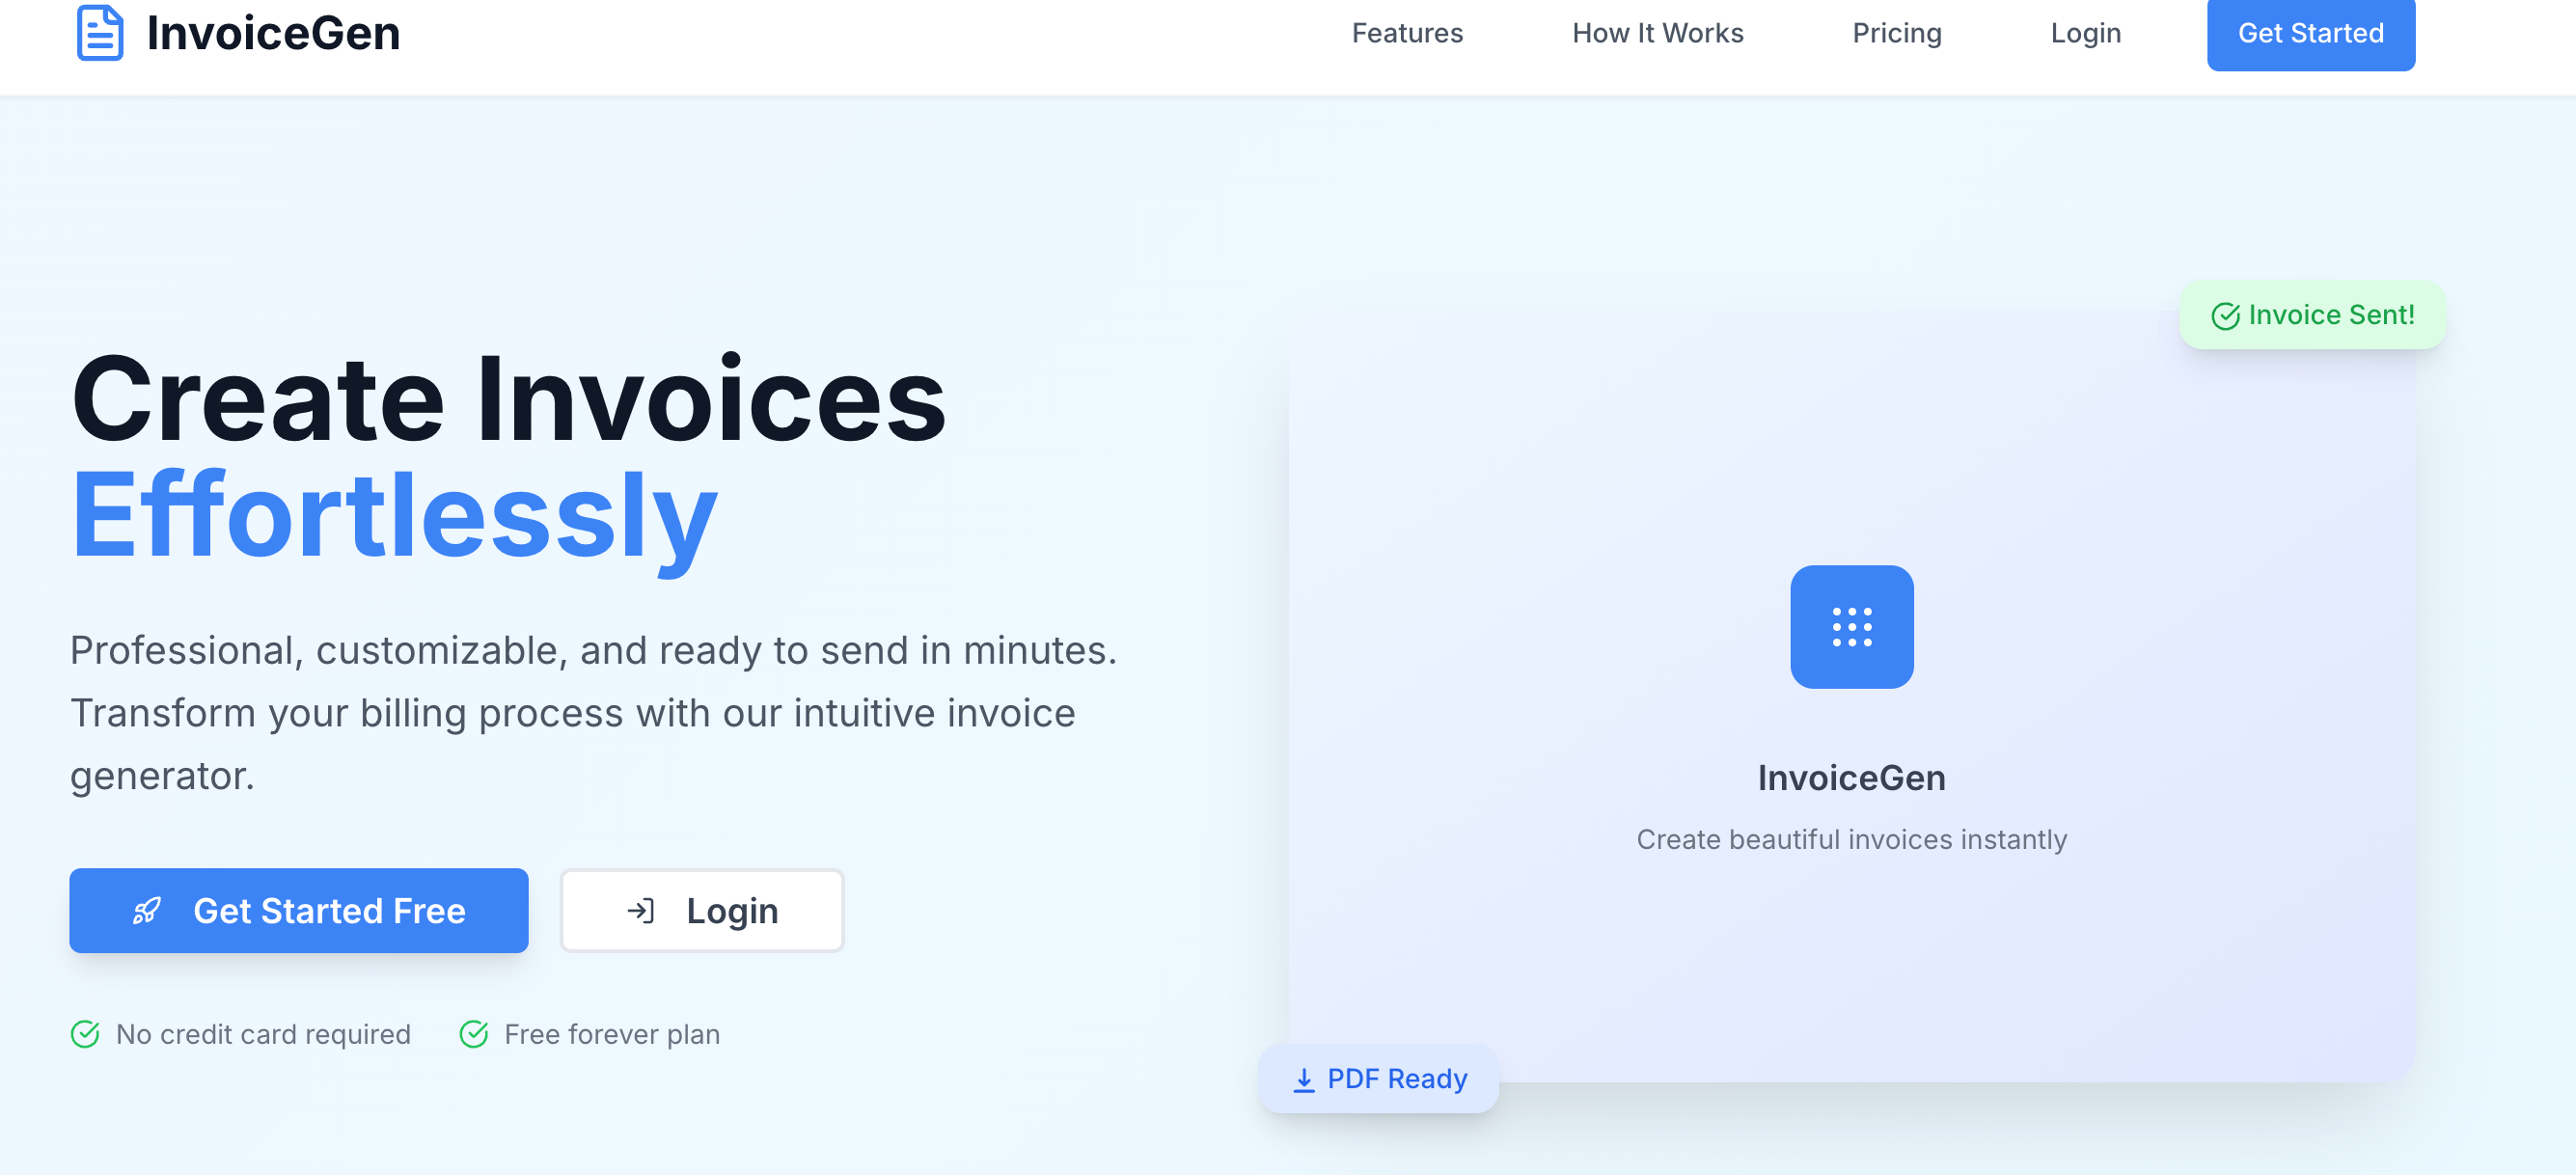 InvoiceGen
Features
How It Works
Pricing
Login
Get Started
Create Invoices
Effortlessly
Professional, customizable, and ready to send in minutes.
Transform your billing process with our intuitive invoice
generator.
Get Started Free
Login
No credit card required
Free forever plan
Invoice Sent!
InvoiceGen
Create beautiful invoices instantly
PDF Ready